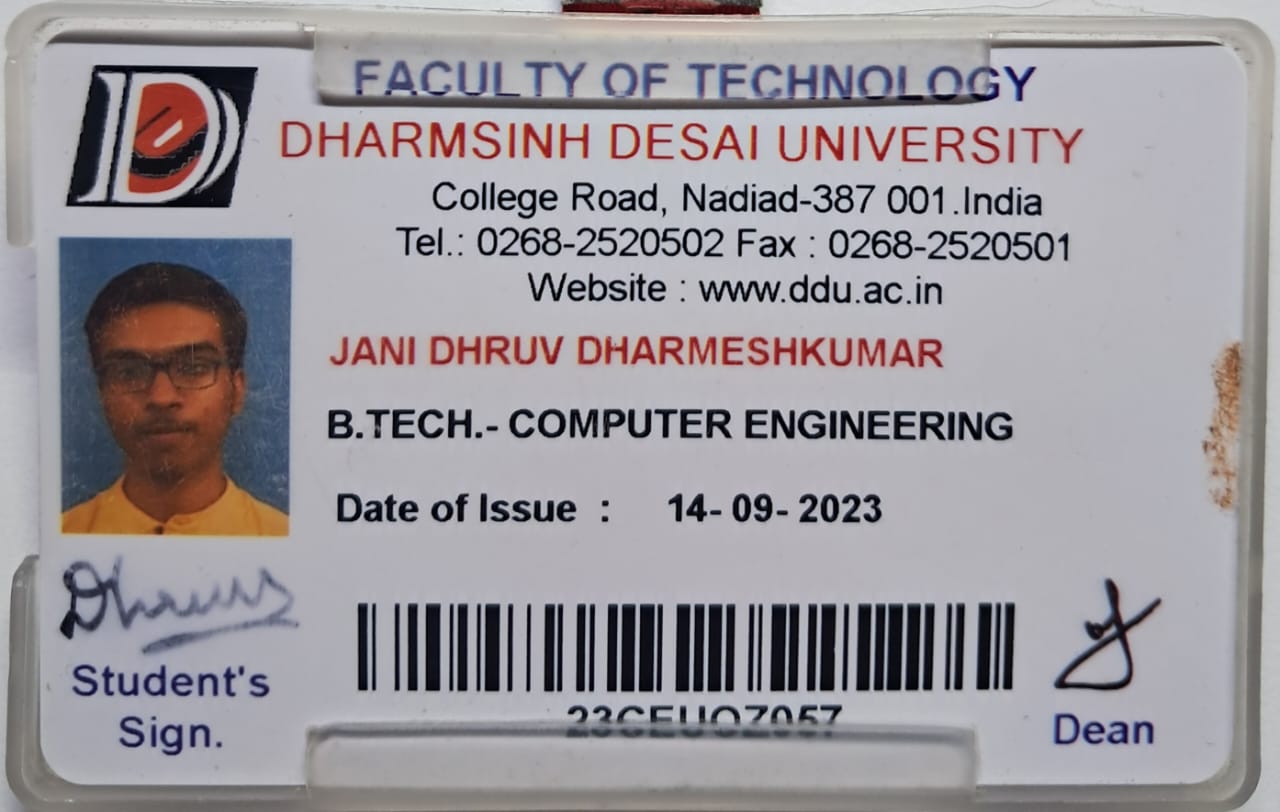 FACULTY OF TECHNOLOGY
DHARMSINH DESAI UNIVERSITY
College Road, Nadiad-387 001.India
Tel.: 0268-2520502 Fax : 0268-2520501
Website : www.ddu.ac.in
JANI DHRUV DHARMESHKUMAR
B.TECH.- COMPUTER ENGINEERING
Date of Issue : 14- 09- 2023
Dhruv
Student's
Sign.
23CEUOZ057
Dean